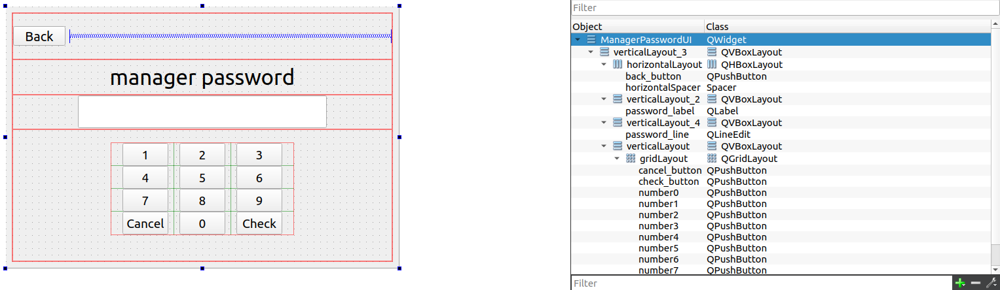 Back
manager password
1 2 3
4 5 6
7 8 9
Cancel 0 Check
Filter
Object Class
ManagerPasswordUI QWidget
verticalLayout_3 QVBoxLayout
horizontalLayout QHBoxLayout
back_button QPushButton
horizontalSpacer Spacer
verticalLayout_2 QVBoxLayout
password_label QLabel
verticalLayout_4 QVBoxLayout
password_line QLineEdit
verticalLayout QVBoxLayout
gridLayout QGridLayout
cancel_button QPushButton
check_button QPushButton
number0 QPushButton
number1 QPushButton
number2 QPushButton
number3 QPushButton
number4 QPushButton
number5 QPushButton
number6 QPushButton
number7 QPushButton
Filter